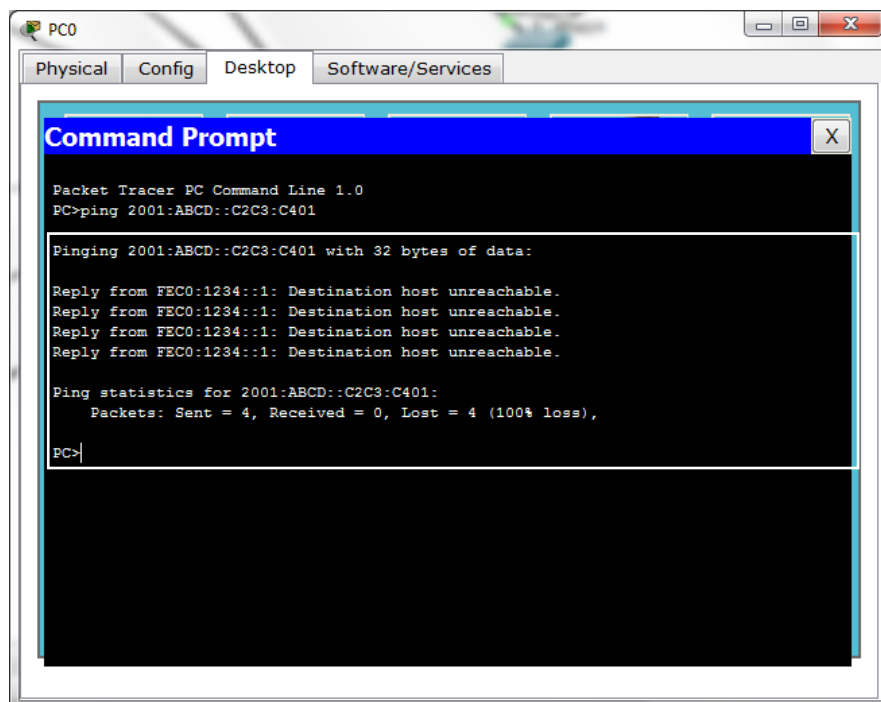 PC0
Physical Config Desktop Software/Services
Command Prompt
X
Packet Tracer PC Command Line 1.0
PC>ping 2001:ABCD::C2C3:C401
Pinging 2001:ABCD::C2C3:C401 with 32 bytes of data:
Reply from FEC0:1234::1: Destination host unreachable.
Reply from FEC0:1234::1: Destination host unreachable.
Reply from FEC0:1234::1: Destination host unreachable.
Reply from FEC0:1234::1: Destination host unreachable.
Ping statistics for 2001:ABCD::C2C3:C401:
Packets: Sent = 4, Received = 0, Lost = 4 (100% loss),
PC>